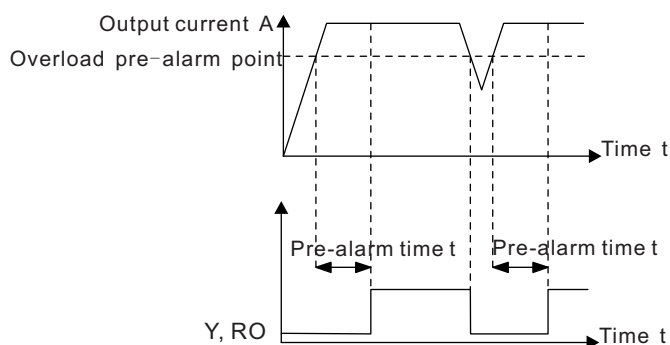 Output current A
Overload pre-alarm point
Time t
Pre-alarm time t
Pre-alarm time t
Y, RO
Time t